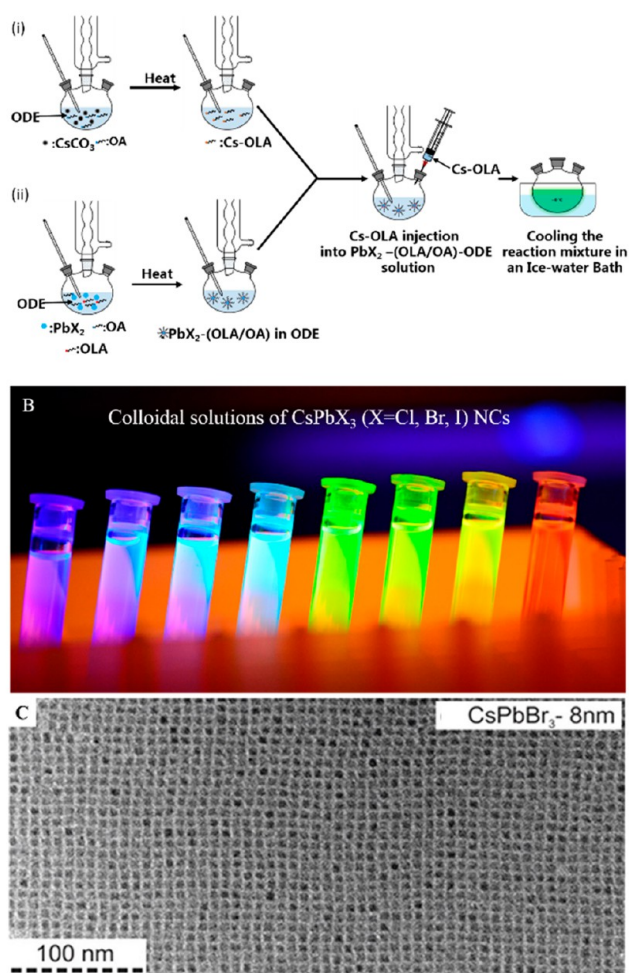 (i)
Heat
ODE
:CsCO₃ :OA
:Cs-OLA
Cs-OLA
(ii)
Heat
Cs-OLA injection
into PbX₂ –(OLA/OA)-ODE
solution
Cooling the
reaction mixture in
an Ice-water Bath
ODE
:PbX₂ :OA
:OLA
PbX₂-(OLA/OA) in ODE
B
Colloidal solutions of CsPbX₃ (X=Cl, Br, I) NCs
C
CsPbBr₃- 8nm
100 nm